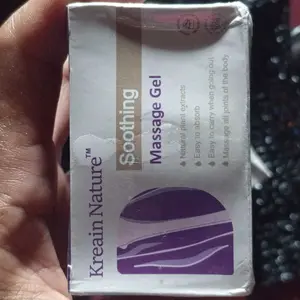 Kreain Nature™
Soothing
Massage Gel
Natural plant extracts
Easy to absorb
Easy to carry when going out
Massage all parts of the body